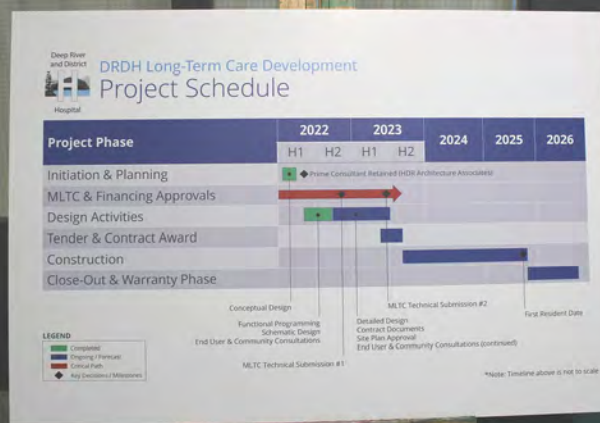 Deep River
and District
Hospital
DRDH Long-Term Care Development
Project Schedule
Project Phase
2022
2023
2024
2025
2026
H1
H2
H1
H2
Initiation & Planning
Prime Consultant Retained (HDR Architecture Associates)
MLTC & Financing Approvals
Design Activities
Tender & Contract Award
Construction
Close-Out & Warranty Phase
Conceptual Design
MLTC Technical Submission #2
First Resident Date
Functional Programming
Schematic Design
End User & Community Consultations
Detailed Design
Contract Documents
Site Plan Approval
End User & Community Consultations (continued)
MLTC Technical Submission #1
LEGEND
Completed
Ongoing / Forecast
Critical Path
Key Decisions / Milestones
*Note: Timeline above is not to scale